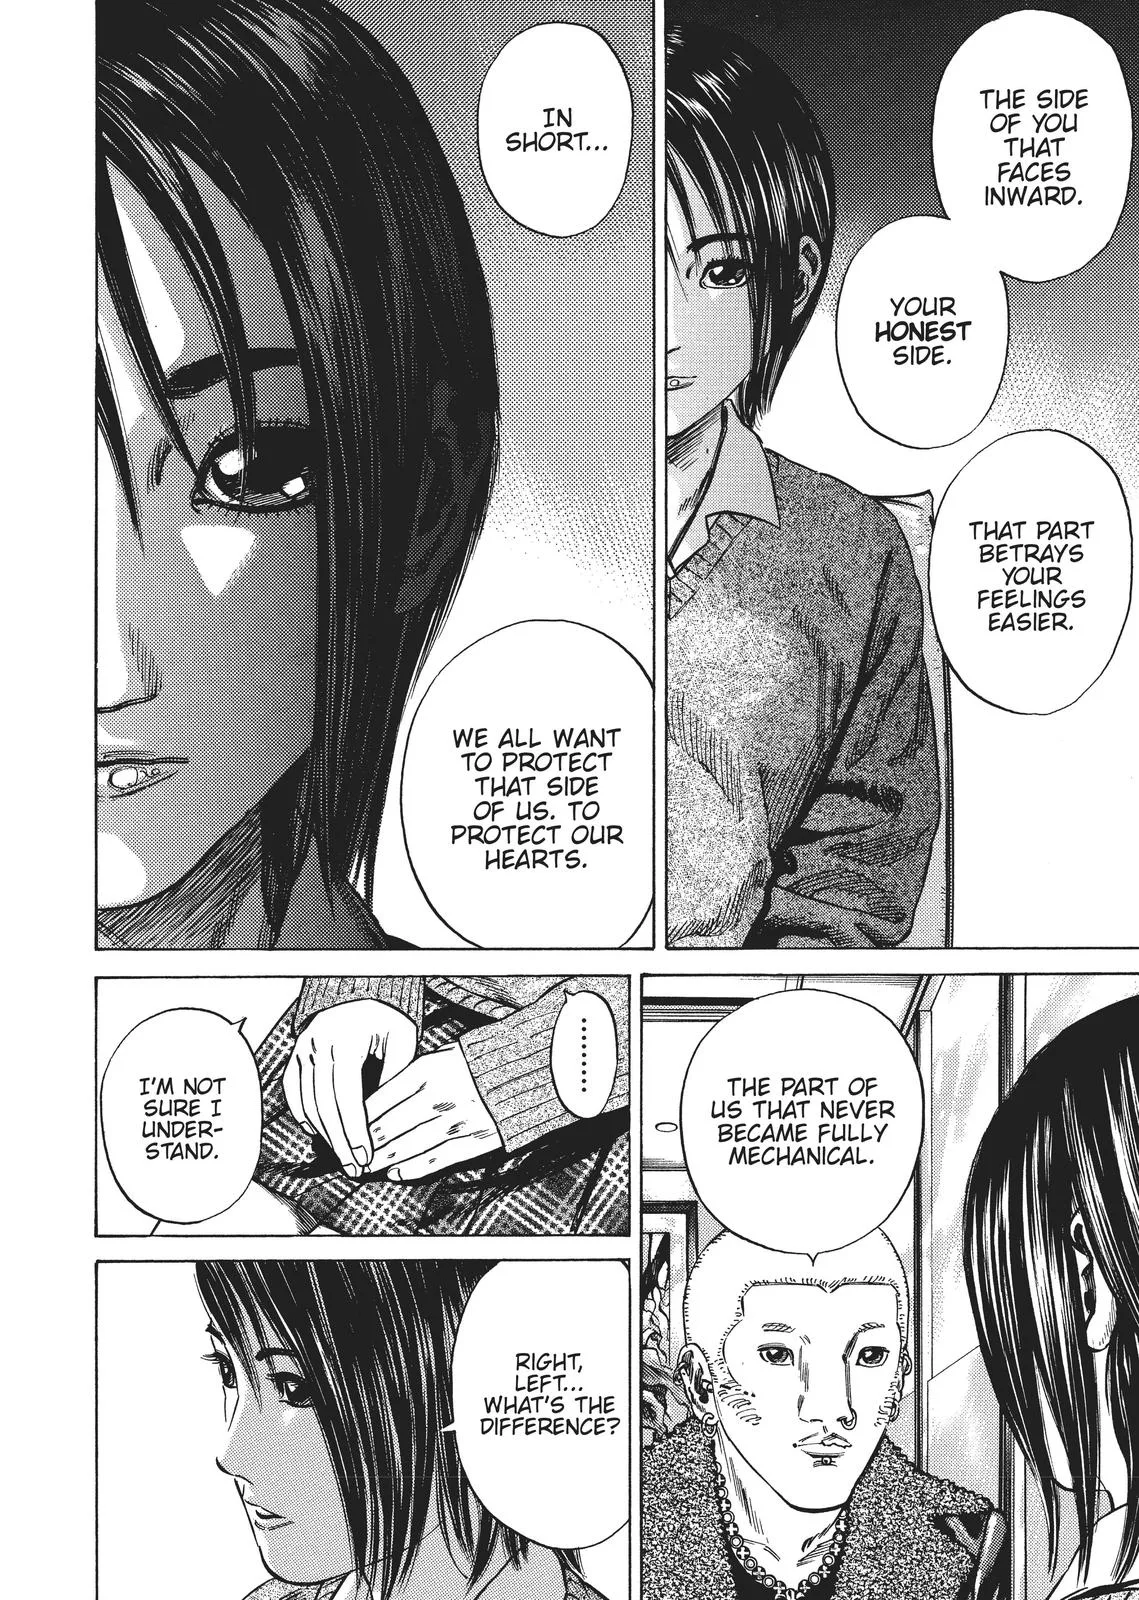 THE SIDE
OF YOU
THAT
FACES
INWARD.
YOUR
HONEST
SIDE.
THAT PART
BETRAYS
YOUR
FEELINGS
EASIER.
IN
SHORT...
WE ALL WANT
TO PROTECT
THAT SIDE
OF US. TO
PROTECT OUR
HEARTS.
THE PART OF
US THAT NEVER
BECAME FULLY
MECHANICAL.
.........
I'M NOT
SURE I
UNDER-
STAND.
RIGHT,
LEFT...
WHAT'S THE
DIFFERENCE?